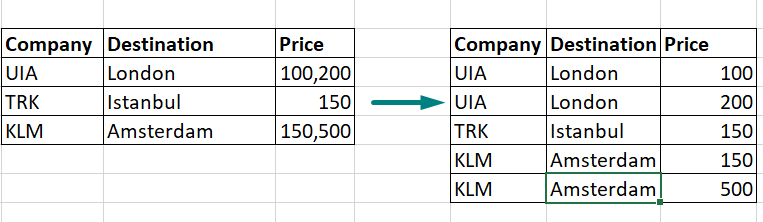 Company Destination Price
UIA London 100,200
TRK Istanbul 150
KLM Amsterdam 150,500
Company Destination Price
UIA London 100
UIA London 200
TRK Istanbul 150
KLM Amsterdam 150
KLM Amsterdam 500